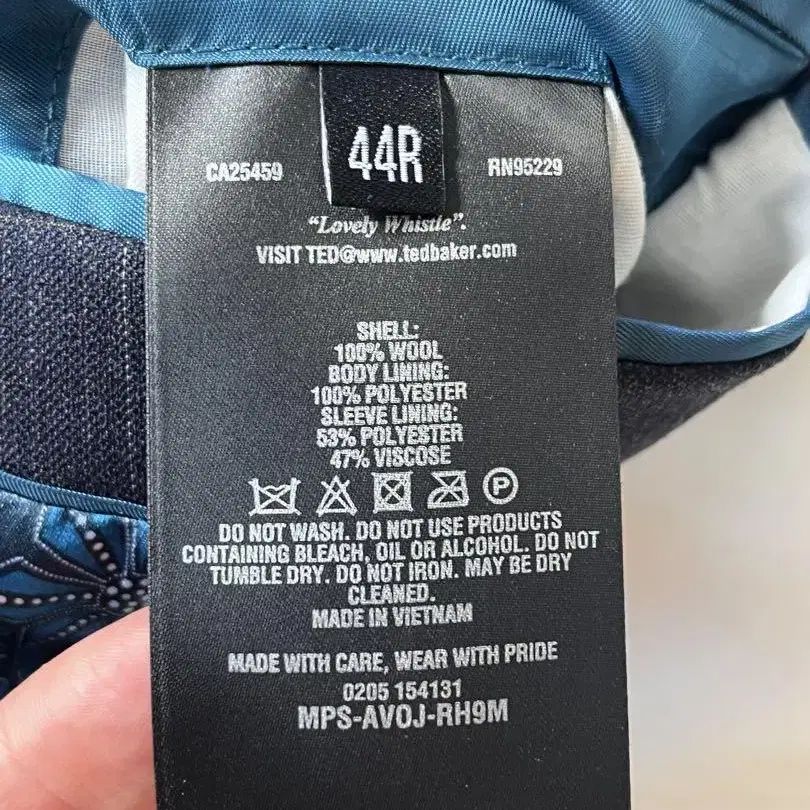 44R
CA25459
RN95229
"Lovely Whistle".
VISIT TED@www.tedbaker.com
SHELL:
100% WOOL
BODY LINING:
100% POLYESTER
SLEEVE LINING:
53% POLYESTER
47% VISCOSE
P
DO NOT WASH. DO NOT USE PRODUCTS
CONTAINING BLEACH, OIL OR ALCOHOL. DO NOT
TUMBLE DRY. DO NOT IRON. MAY BE DRY
CLEANED.
MADE IN VIETNAM
MADE WITH CARE, WEAR WITH PRIDE
0205 154131
MPS-AVOJ-RH9M